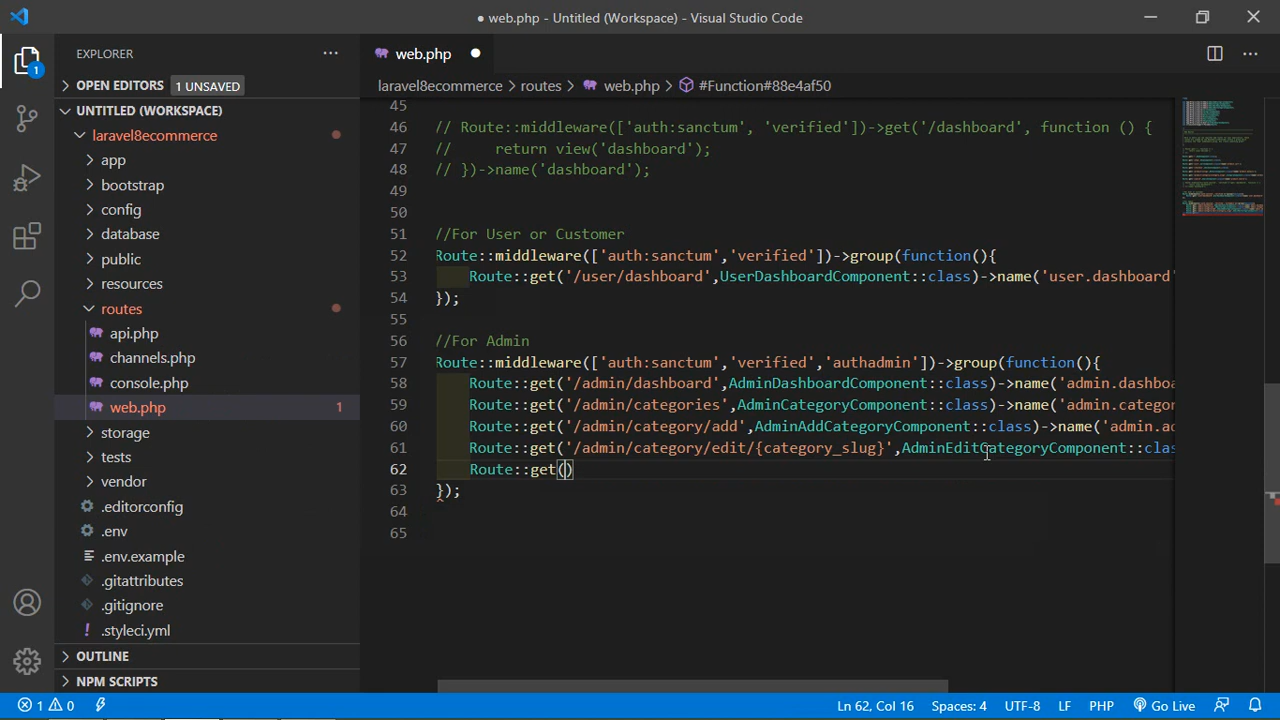 ● web.php - Untitled (Workspace) - Visual Studio Code
EXPLORER
web.php
OPEN EDITORS 1 UNSAVED
laravel8ecommerce > routes > web.php > #Function#88e4af50
UNTITLED (WORKSPACE)
laravel8ecommerce
app
bootstrap
config
database
public
resources
routes
api.php
channels.php
console.php
web.php 1
storage
tests
vendor
.editorconfig
.env
.env.example
.gitattributes
.gitignore
.styleci.yml
OUTLINE
NPM SCRIPTS
45
46 // Route::middleware(['auth:sanctum', 'verified'])->get('/dashboard', function () {
47 // return view('dashboard');
48 // })->name('dashboard');
49
50
51 //For User or Customer
52 Route::middleware(['auth:sanctum','verified'])->group(function(){
53 Route::get('/user/dashboard',UserDashboardComponent::class)->name('user.dashboard'
54 });
55
56 //For Admin
57 Route::middleware(['auth:sanctum','verified','authadmin'])->group(function(){
58 Route::get('/admin/dashboard',AdminDashboardComponent::class)->name('admin.dashboa
59 Route::get('/admin/categories',AdminCategoryComponent::class)->name('admin.categor
60 Route::get('/admin/category/add',AdminAddCategoryComponent::class)->name('admin.ad
61 Route::get('/admin/category/edit/{category_slug}',AdminEditCategoryComponent::clas
62 Route::get()
63 });
64
65
1
1 0
Ln 62, Col 16 Spaces: 4 UTF-8 LF PHP Go Live